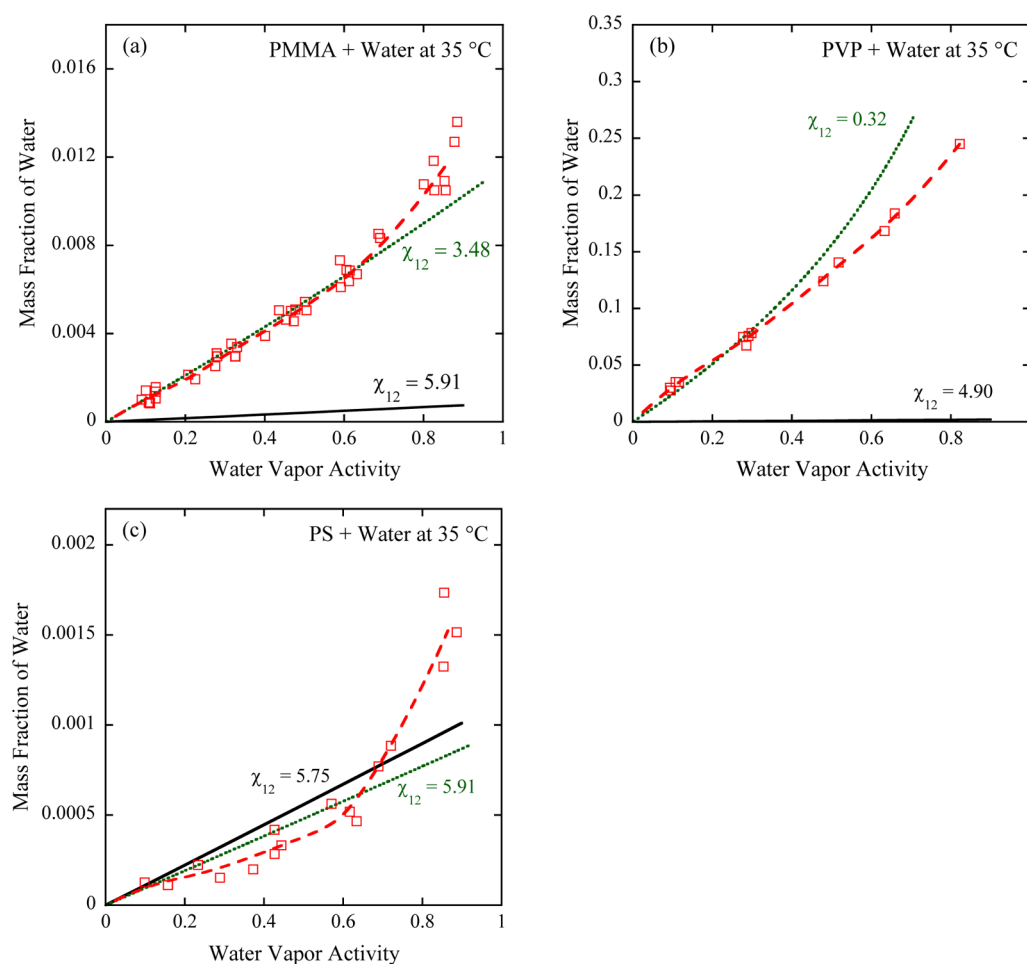 (a) PMMA + Water at 35 °C
Mass Fraction of Water
0.016
0.012
0.008
0.004
0
χ₁₂ = 3.48
χ₁₂ = 5.91
0 0.2 0.4 0.6 0.8 1
Water Vapor Activity
(b) PVP + Water at 35 °C
Mass Fraction of Water
0.35
0.3
0.25
0.2
0.15
0.1
0.05
0
χ₁₂ = 0.32
χ₁₂ = 4.90
0 0.2 0.4 0.6 0.8 1
Water Vapor Activity
(c) PS + Water at 35 °C
Mass Fraction of Water
0.002
0.0015
0.001
0.0005
0
χ₁₂ = 5.75
χ₁₂ = 5.91
0 0.2 0.4 0.6 0.8 1
Water Vapor Activity